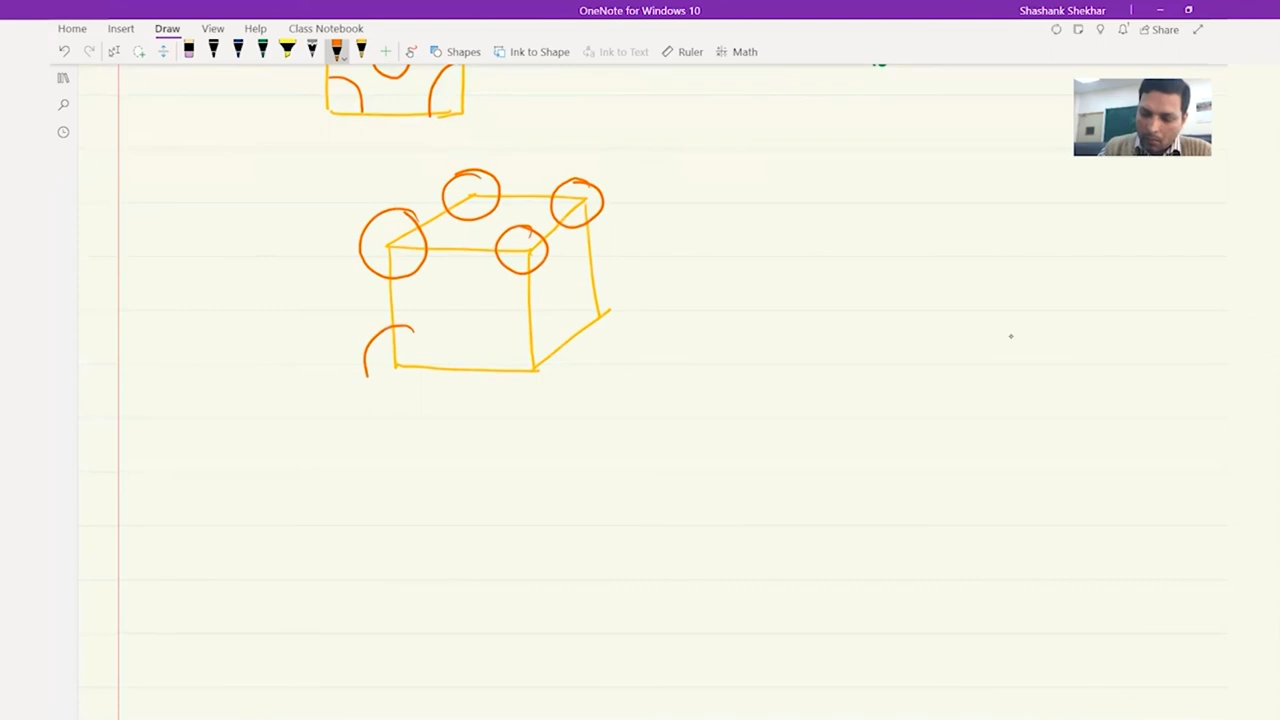 OneNote for Windows 10
Shashank Shekhar
Home Insert Draw View Help Class Notebook
Share
Shapes Ink to Shape Ink to Text Ruler Math